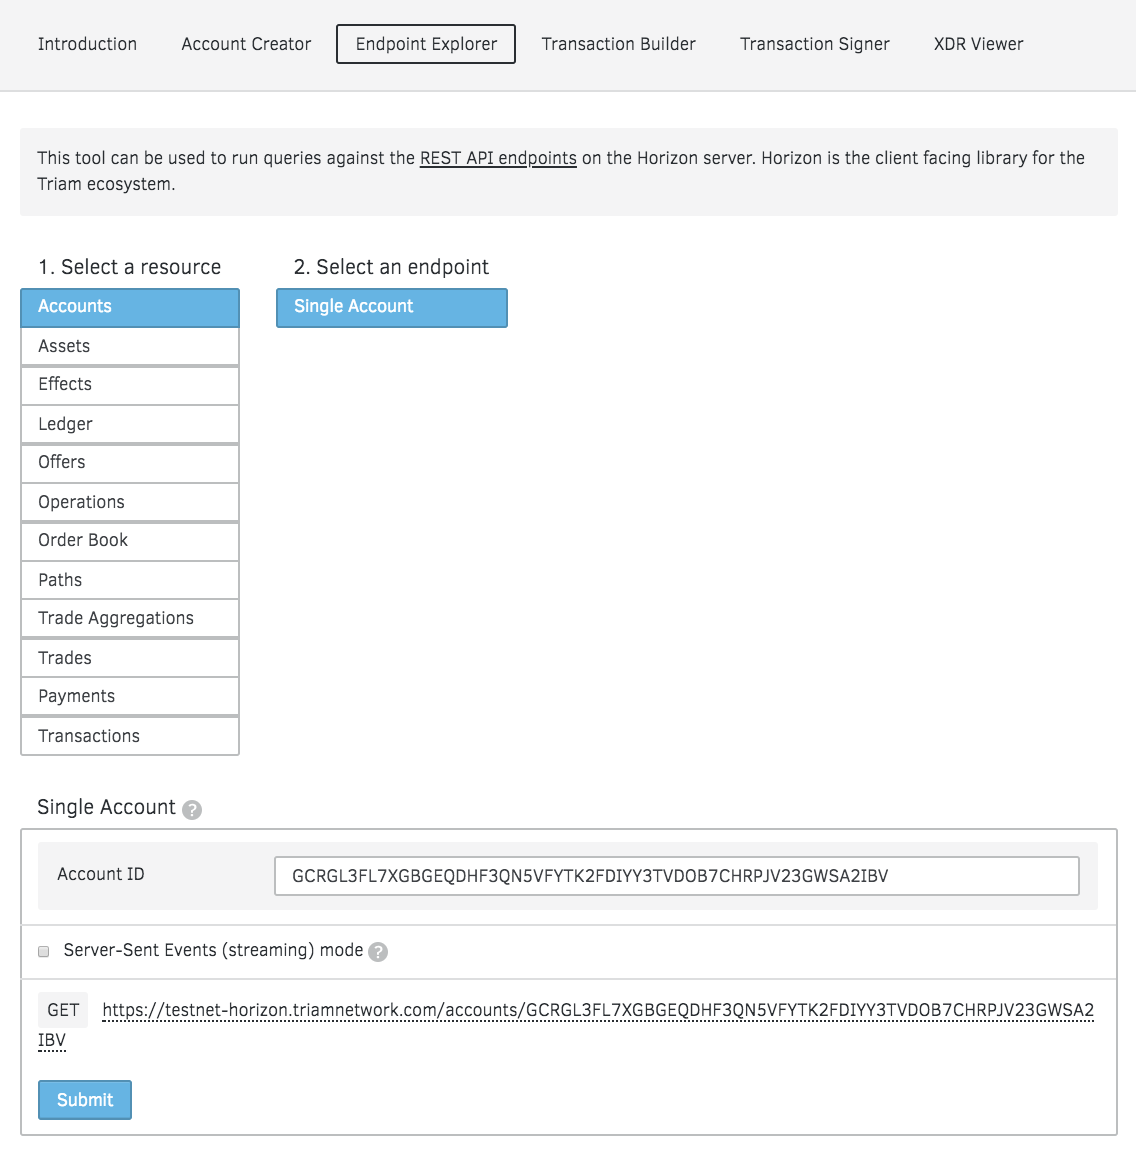 Introduction Account Creator Endpoint Explorer Transaction Builder Transaction Signer XDR Viewer
This tool can be used to run queries against the REST API endpoints on the Horizon server. Horizon is the client facing library for the
Triam ecosystem.
1. Select a resource
Accounts
Assets
Effects
Ledger
Offers
Operations
Order Book
Paths
Trade Aggregations
Trades
Payments
Transactions
2. Select an endpoint
Single Account
Single Account ?
Account ID GCRGL3FL7XGBGEQDHF3QN5VFYTK2FDIYY3TVDOB7CHRPJV23GWSA2IBV
Server-Sent Events (streaming) mode ?
GET https://testnet-horizon.triamnetwork.com/accounts/GCRGL3FL7XGBGEQDHF3QN5VFYTK2FDIYY3TVDOB7CHRPJV23GWSA2
IBV
Submit